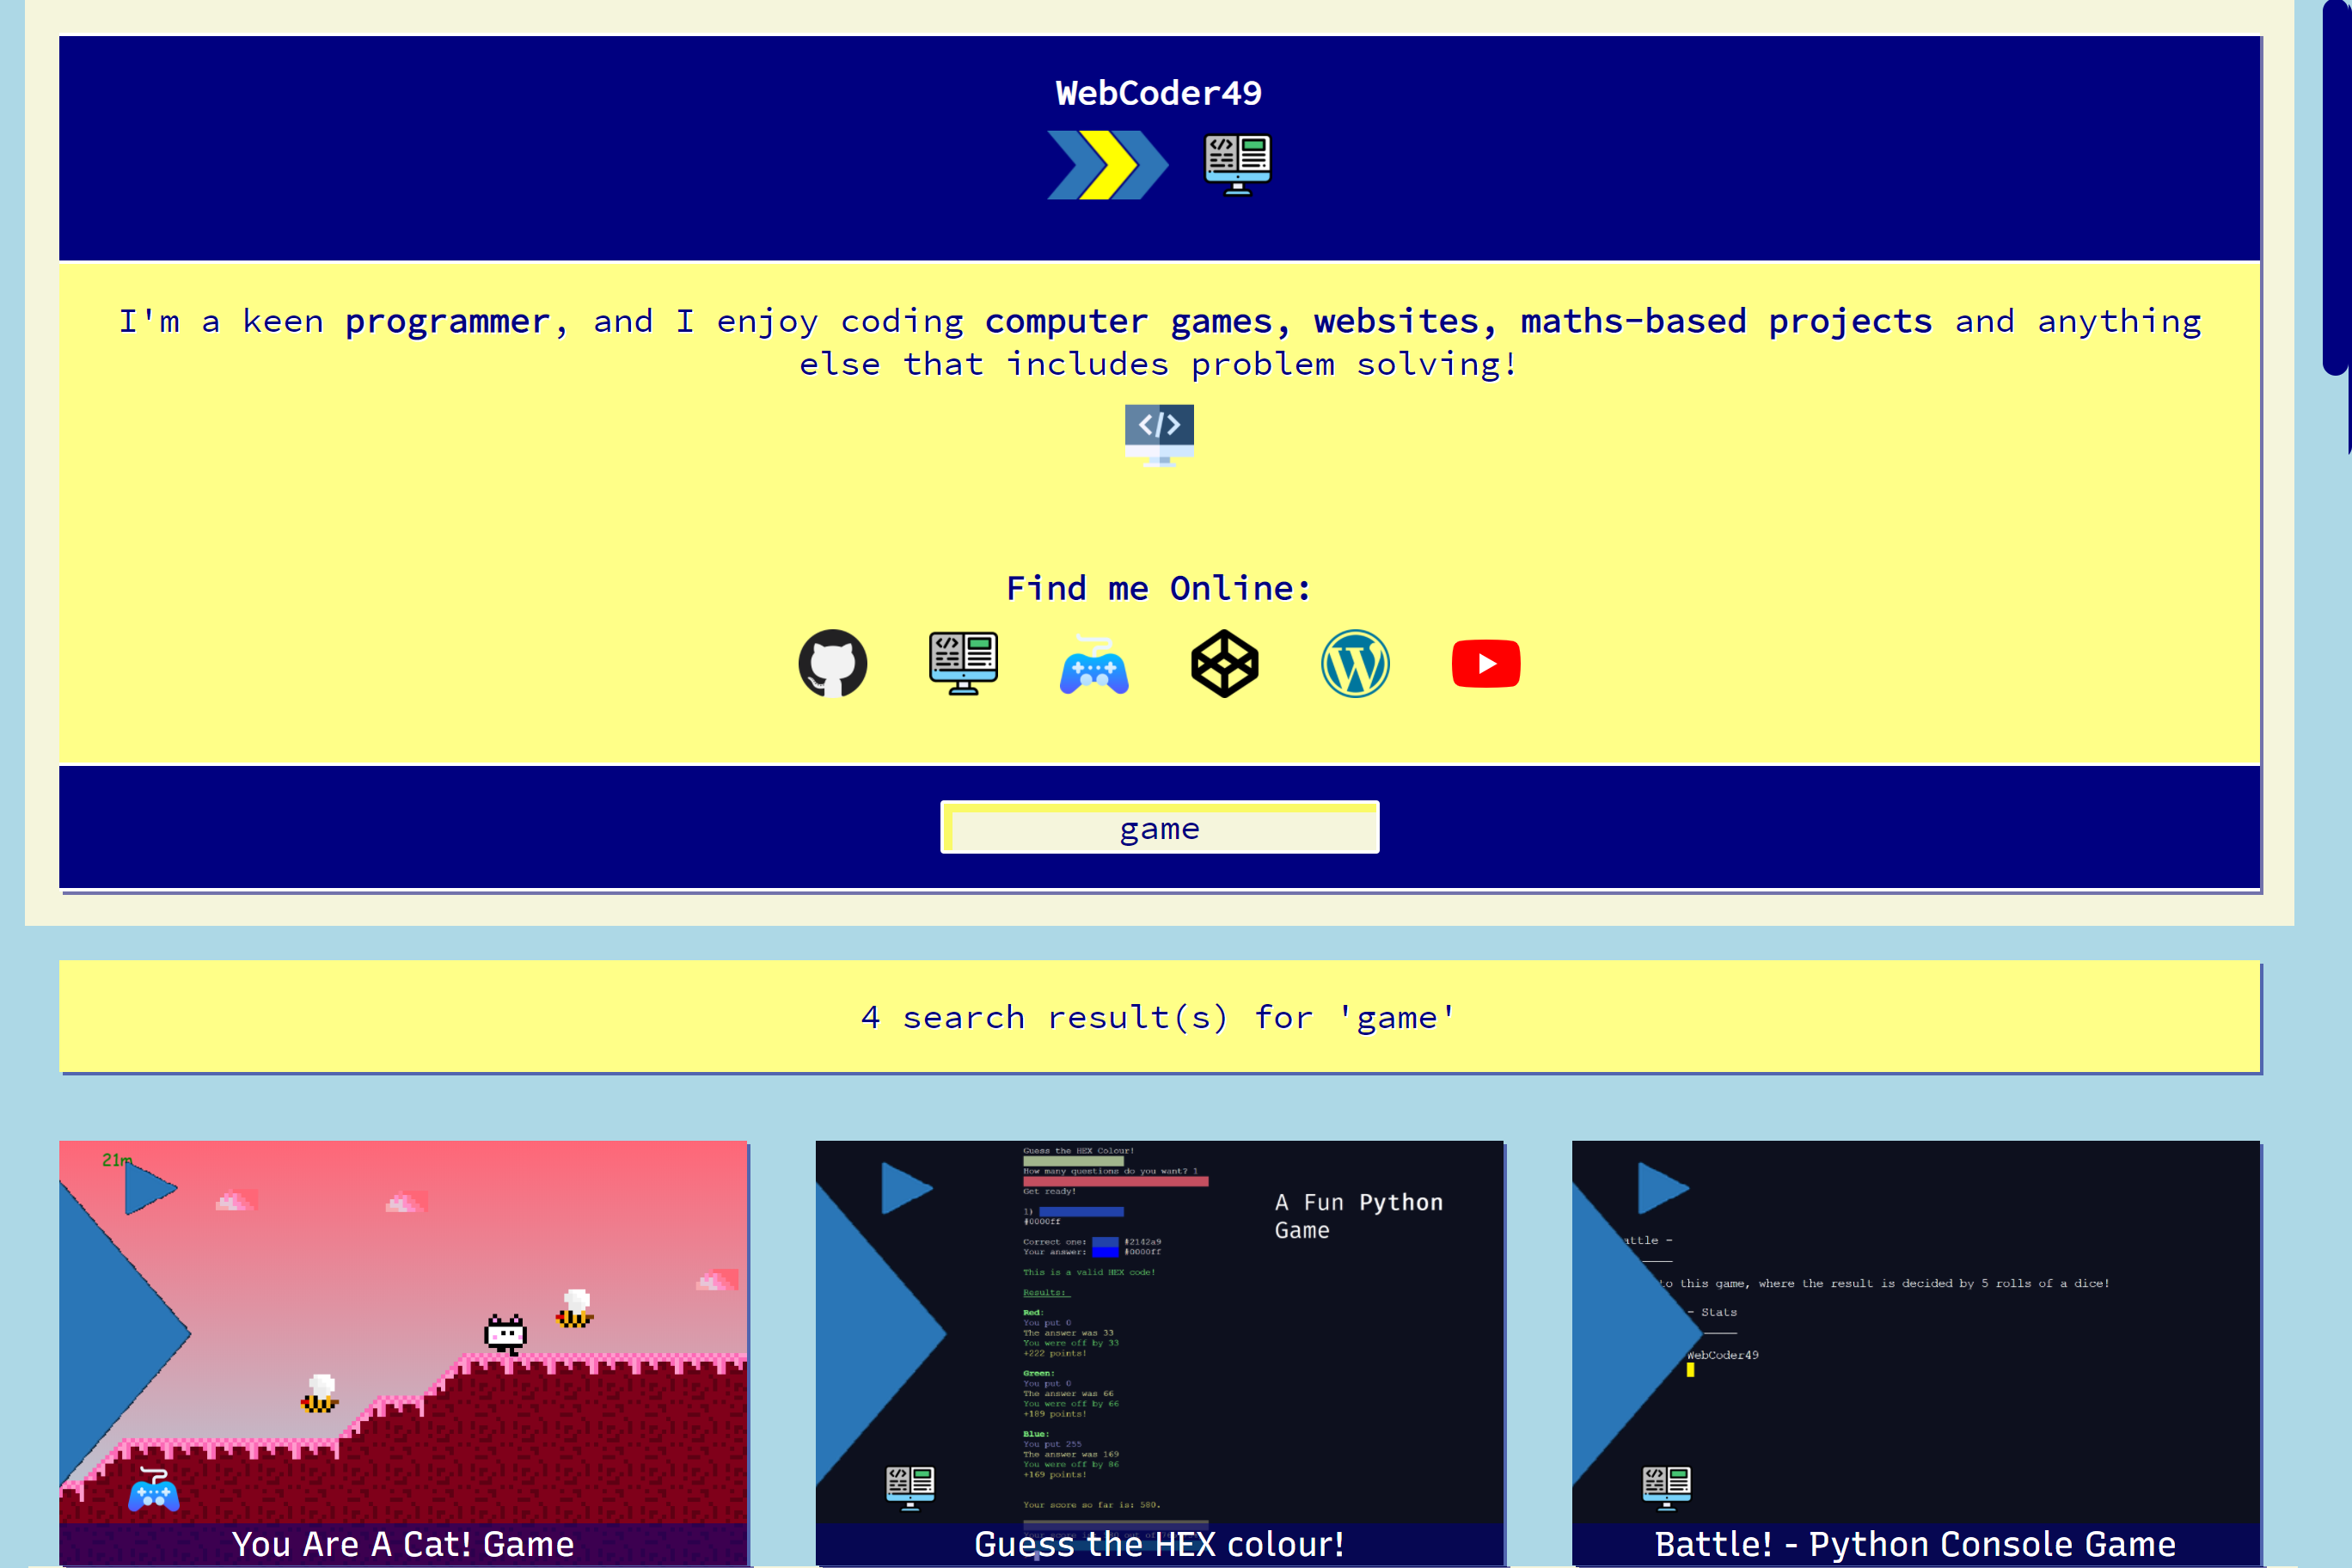 WebCoder49
I'm a keen programmer, and I enjoy coding computer games, websites, maths-based projects and anything
else that includes problem solving!
</>
Find me Online:
game
4 search result(s) for 'game'
21m
You Are A Cat! Game
Guess the HEX Colour!
How many questions do you want? 1
Get ready!
1)
#0000ff
Correct one: #2142a9
Your answer: #0000ff
This is a valid HEX code!
Results:
Red:
You put 0
The answer was 33
You were off by 33
+222 points!
Green:
You put 0
The answer was 66
You were off by 66
+189 points!
Blue:
You put 255
The answer was 169
You were off by 86
+169 points!
Your score so far is: 580.
A Fun Python
Game
Guess the HEX colour!
attle -
to this game, where the result is decided by 5 rolls of a dice!
- Stats
WebCoder49
Battle! - Python Console Game